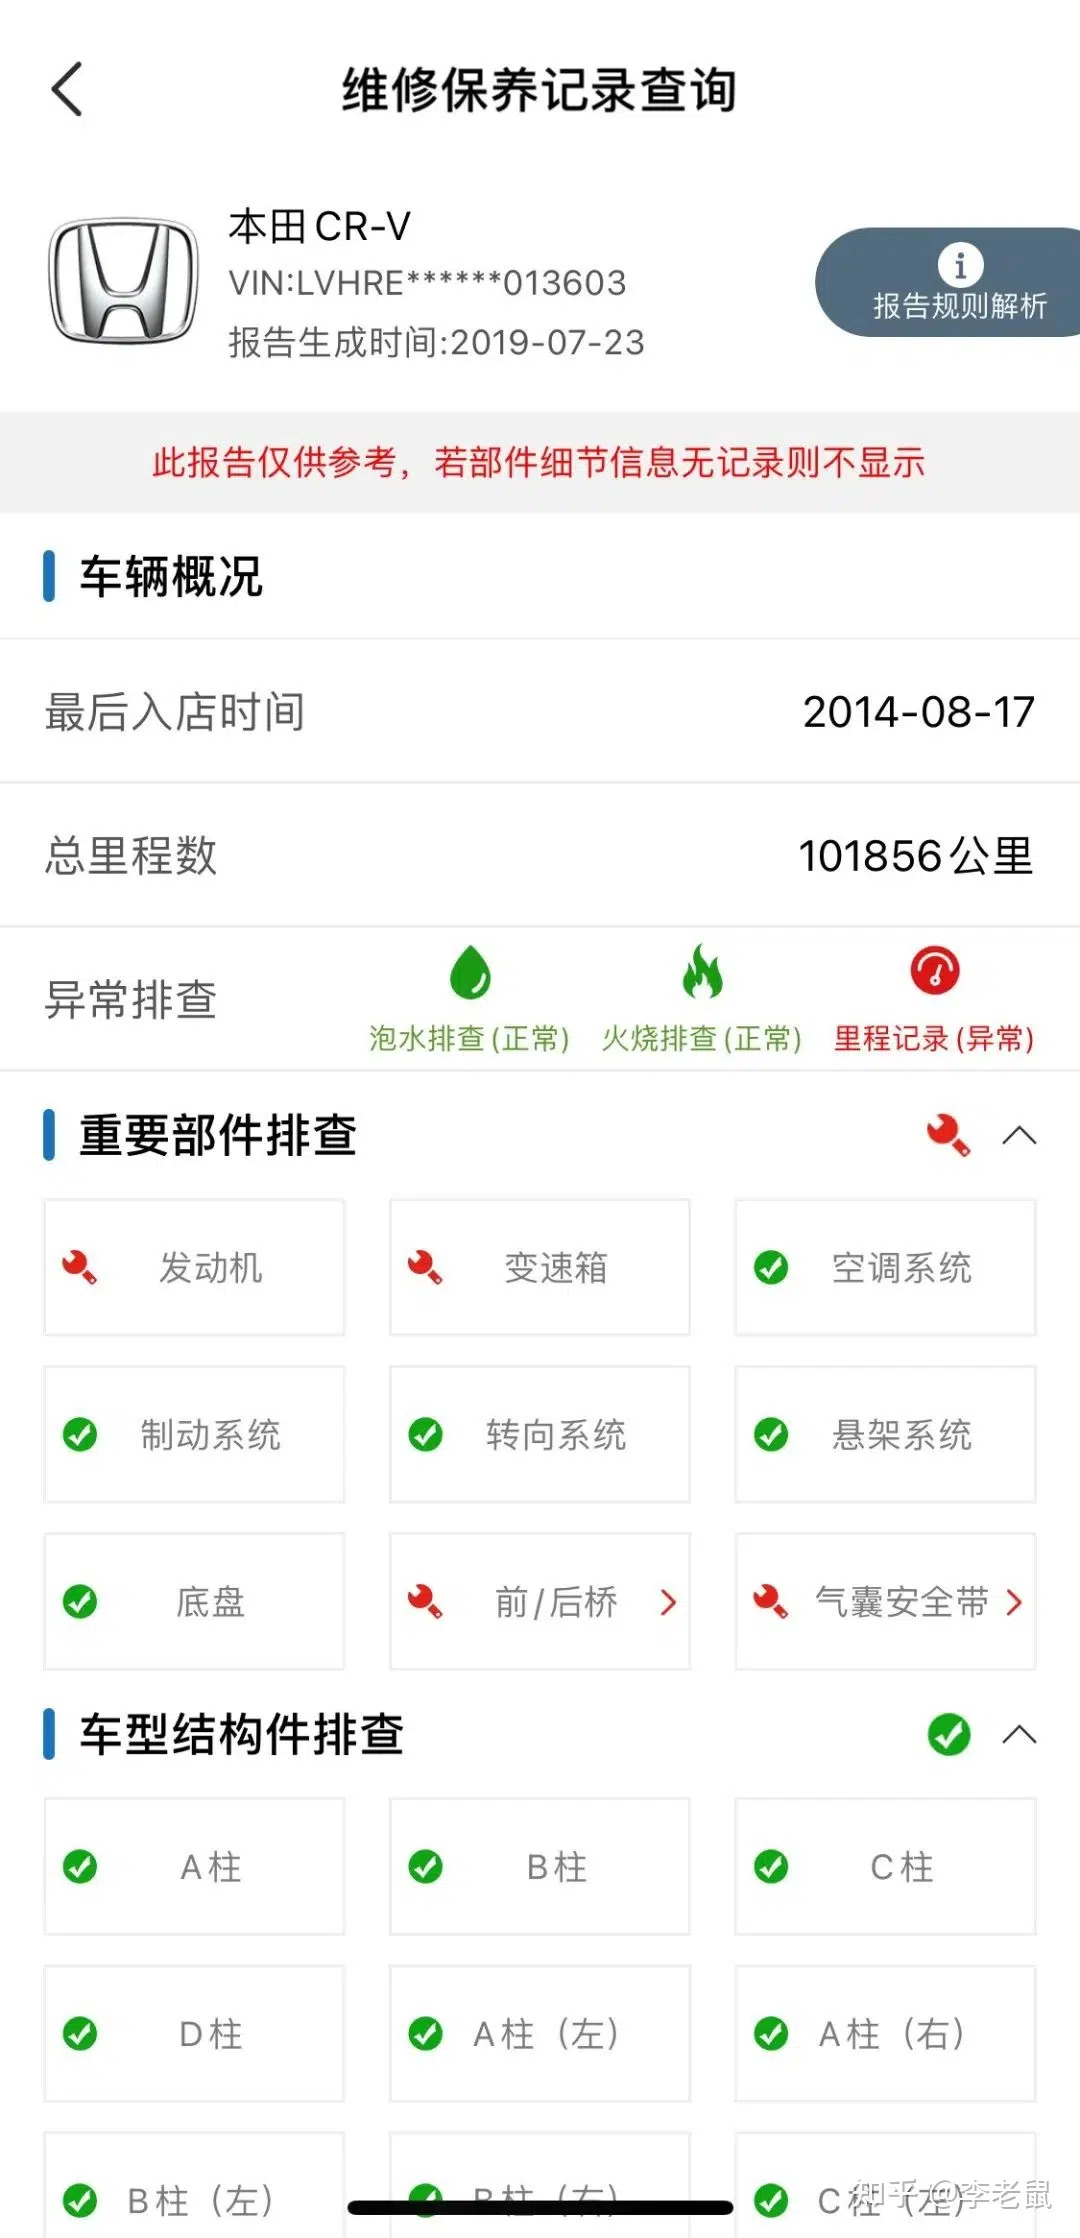 维修保养记录查询
本田CR-V
VIN:LVHRE******013603
报告生成时间:2019-07-23
报告规则解析
此报告仅供参考，若部件细节信息无记录则不显示
车辆概况
最后入店时间 2014-08-17
总里程数 101856公里
异常排查 泡水排查(正常) 火烧排查(正常) 里程记录(异常)
重要部件排查
发动机 变速箱 空调系统
制动系统 转向系统 悬架系统
底盘 前/后桥 气囊安全带
车型结构件排查
A柱 B柱 C柱
D柱 A柱（左） A柱（右）
B柱（左） B柱（右） C柱（左）
知乎 @李老鼠